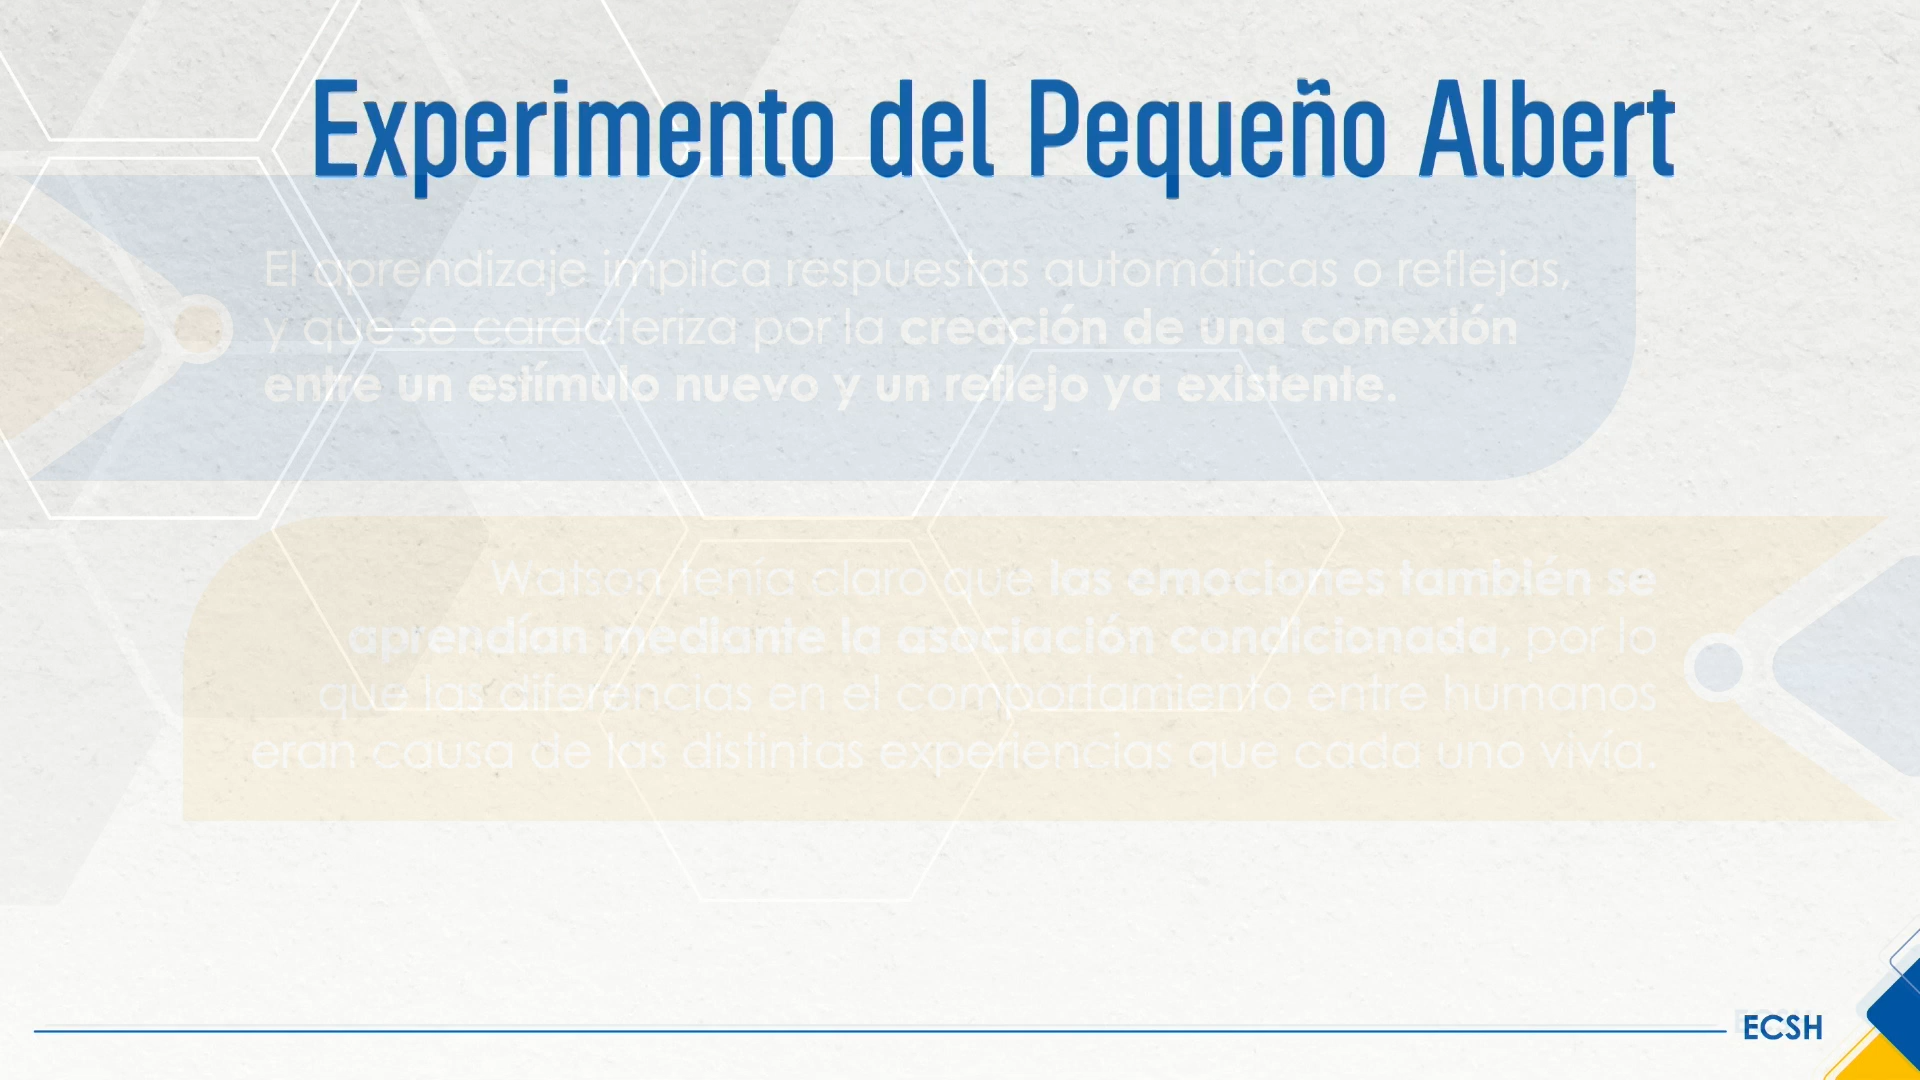 Experimento del Pequeño Albert
El aprendizaje implica respuestas automáticas o reflejas,
y que se caracteriza por la creación de una conexión
entre un estímulo nuevo y un reflejo ya existente.
Watson tenía claro que las emociones también se
aprendían mediante la asociación condicionada, por lo
que las diferencias en el comportamiento entre humanos
eran causa de las distintas experiencias que cada uno vivía.
ECSH